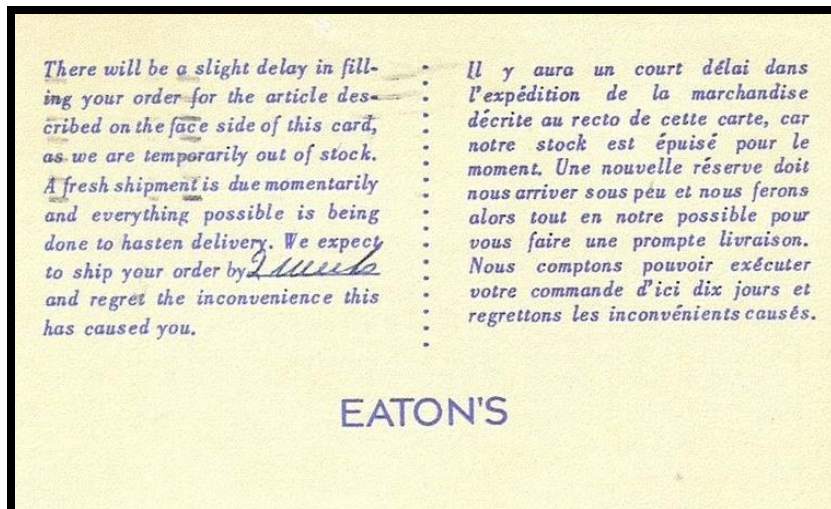 There will be a slight delay in fill-
ing your order for the article des-
cribed on the face side of this card,
as we are temporarily out of stock.
A fresh shipment is due momentarily
and everything possible is being
done to hasten delivery. We expect
to ship your order by 2 weeks
and regret the inconvenience this
has caused you.
Il y aura un court délai dans
l'expédition de la marchandise
décrite au recto de cette carte, car
notre stock est épuisé pour le
moment. Une nouvelle réserve doit
nous arriver sous peu et nous ferons
alors tout en notre possible pour
vous faire une prompte livraison.
Nous comptons pouvoir exécuter
votre commande d'ici dix jours et
regrettons les inconvénients causés.
EATON'S